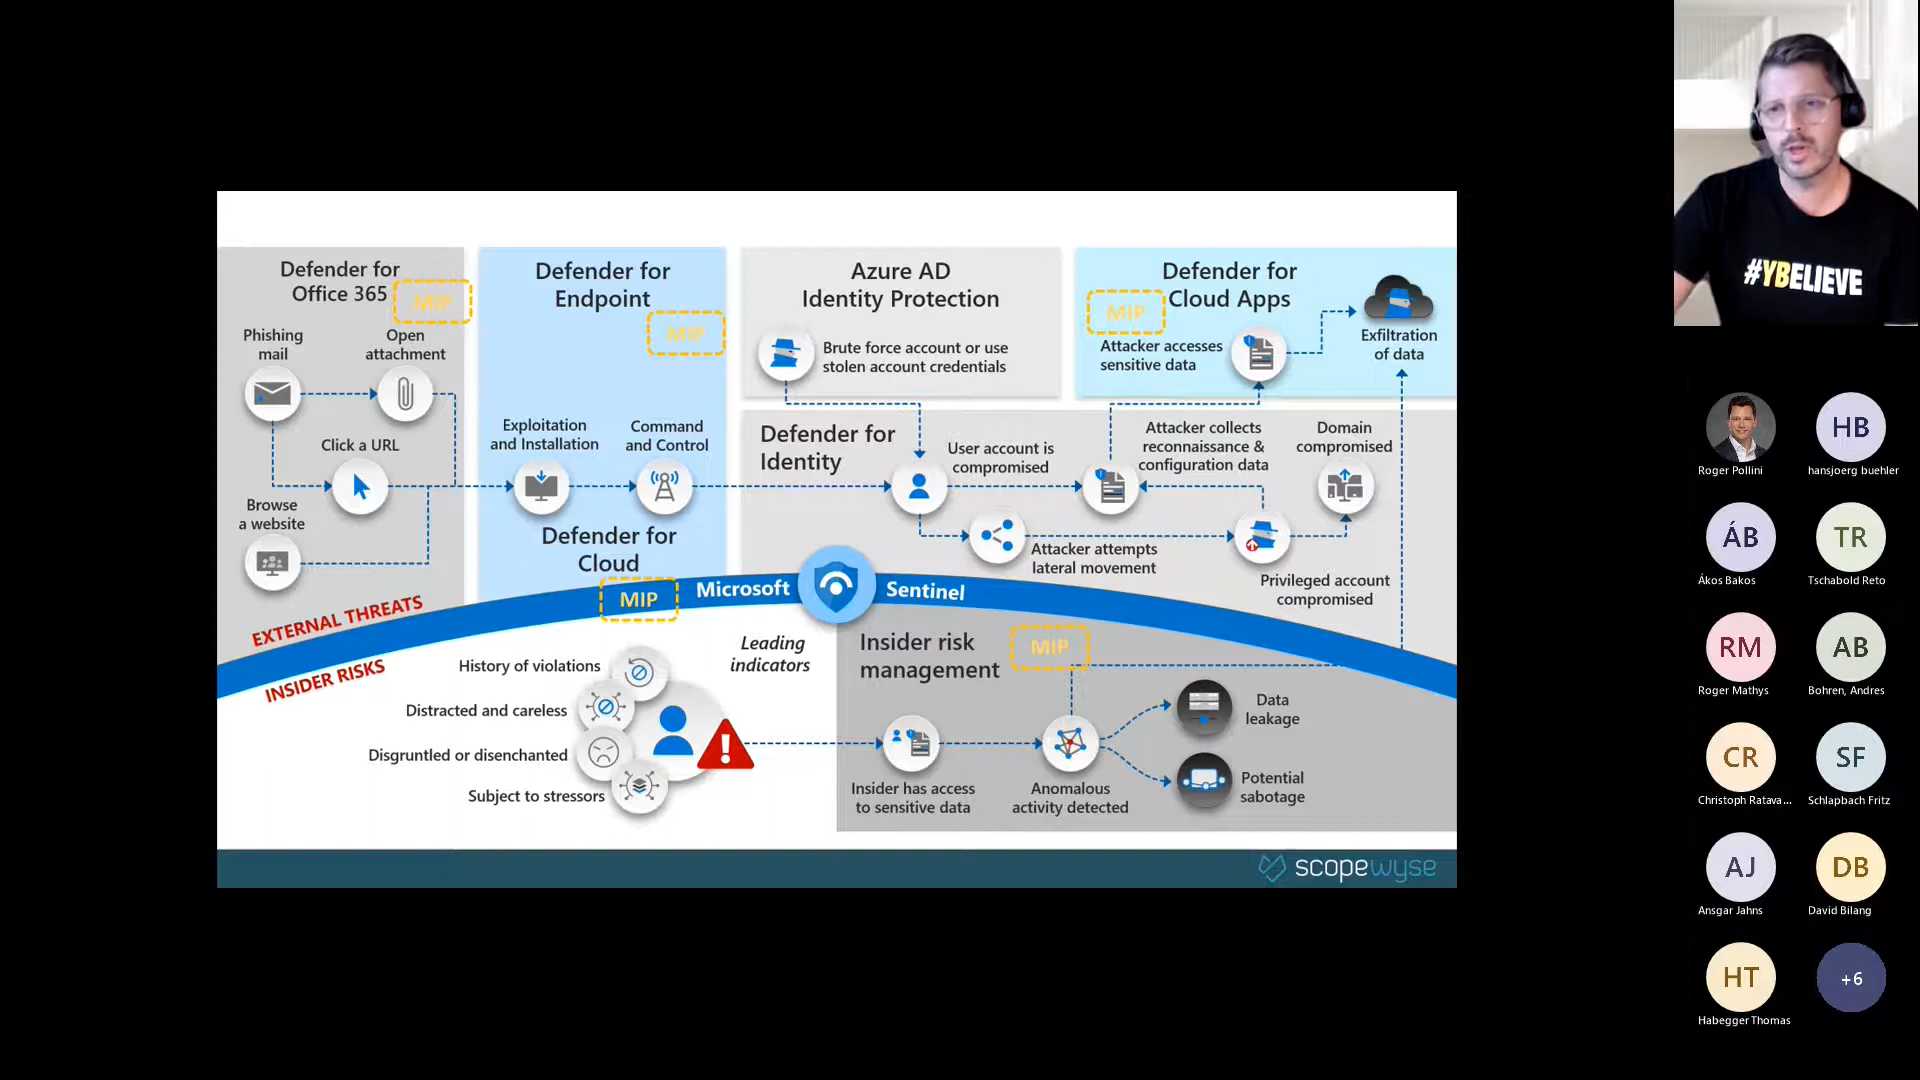 Defender for
Office 365
MIP
Phishing
mail
Open
attachment
Click a URL
Browse
a website
Defender for
Endpoint
MIP
Exploitation
and Installation
Command
and Control
Defender for
Cloud
MIP
Azure AD
Identity Protection
Brute force account or use
stolen account credentials
Defender for
Cloud Apps
MIP
Attacker accesses
sensitive data
Exfiltration
of data
Defender for
Identity
User account is
compromised
Attacker collects
reconnaissance &
configuration data
Domain
compromised
Attacker attempts
lateral movement
Privileged account
compromised
Microsoft
Sentinel
EXTERNAL THREATS
INSIDER RISKS
Leading
indicators
History of violations
Distracted and careless
Disgruntled or disenchanted
Subject to stressors
Insider risk
management
MIP
Insider has access
to sensitive data
Anomalous
activity detected
Data
leakage
Potential
sabotage
scopewyse
#YBELIEVE
Roger Pollini
HB
hansjoerg buehler
ÁB
Ákos Bakos
TR
Tschabold Reto
RM
Roger Mathys
AB
Bohren, Andres
CR
Christoph Ratava...
SF
Schlapbach Fritz
AJ
Ansgar Jahns
DB
David Bilang
HT
Habegger Thomas
+6